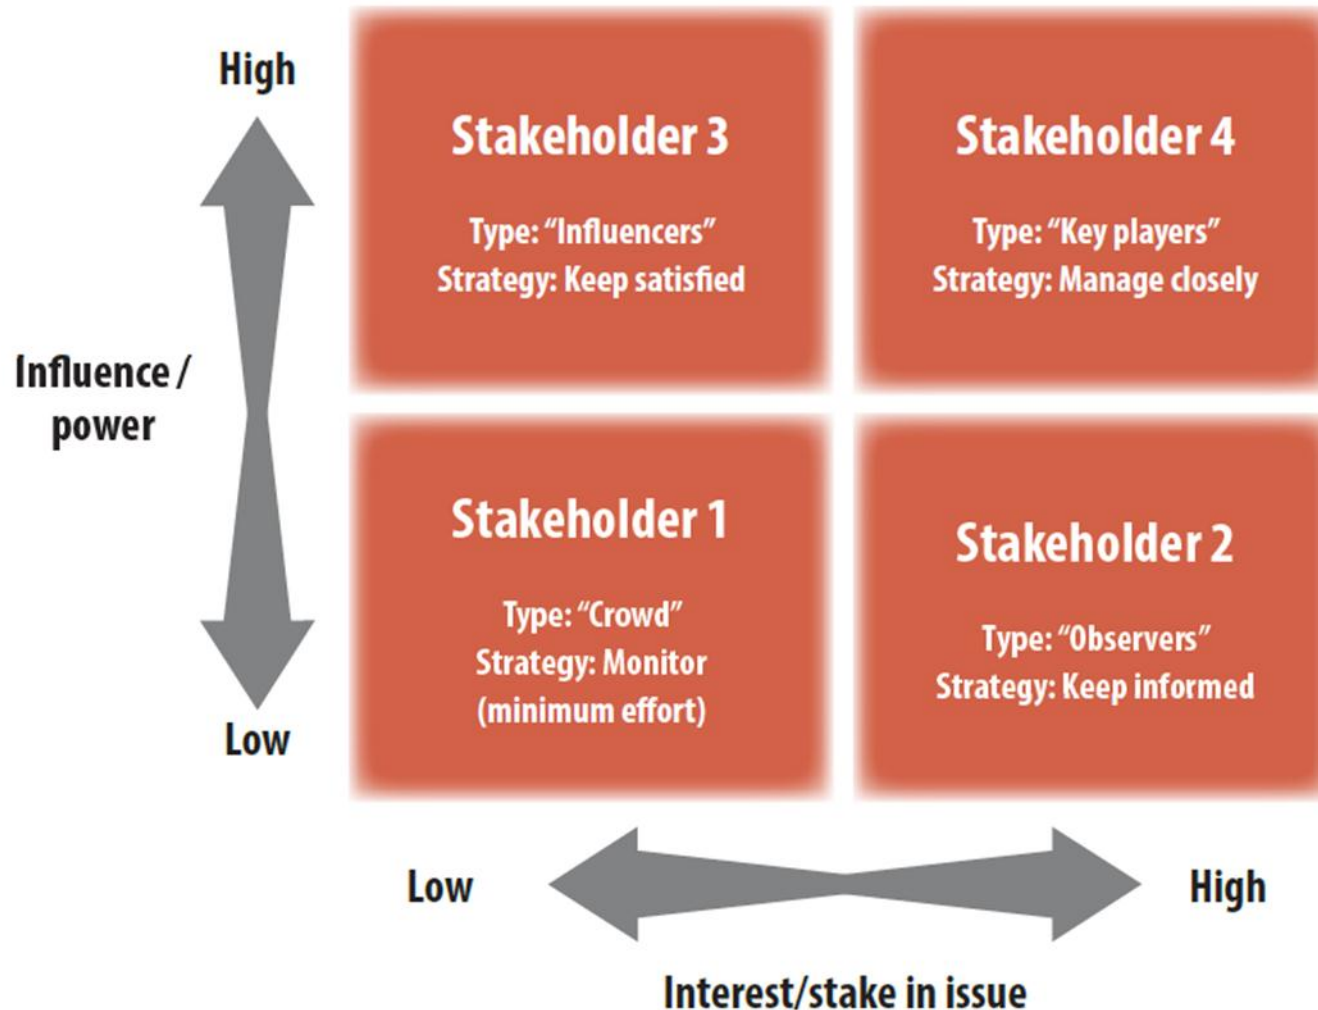 High
Influence /
power
Low
Stakeholder 3
Type: “Influencers”
Strategy: Keep satisfied
Stakeholder 4
Type: “Key players”
Strategy: Manage closely
Stakeholder 1
Type: “Crowd”
Strategy: Monitor
(minimum effort)
Stakeholder 2
Type: “Observers”
Strategy: Keep informed
Low
High
Interest/stake in issue